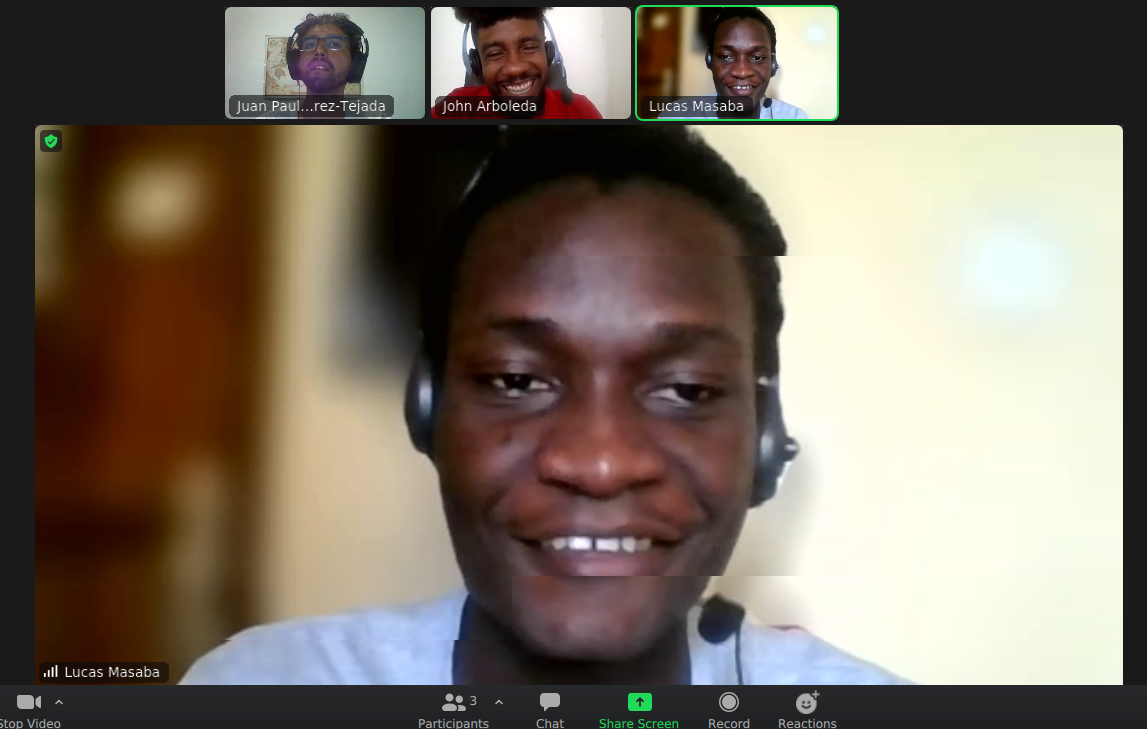 Juan Paul...rez-Tejada
John Arboleda
Lucas Masaba
Lucas Masaba
Stop Video
3
Participants
Chat
Share Screen
Record
Reactions